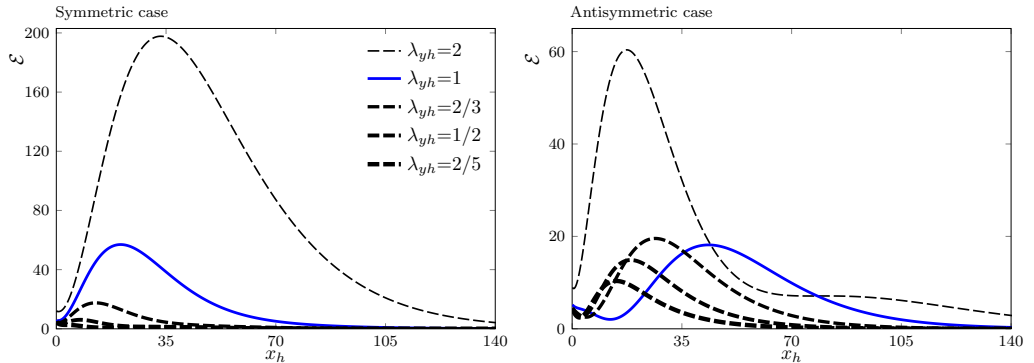 Symmetric case
Antisymmetric case
200
160
120
80
40
0
ℰ
λyh=2
λyh=1
λyh=2/3
λyh=1/2
λyh=2/5
0
35
70
105
140
xh
60
40
20
0
ℰ
0
35
70
105
140
xh